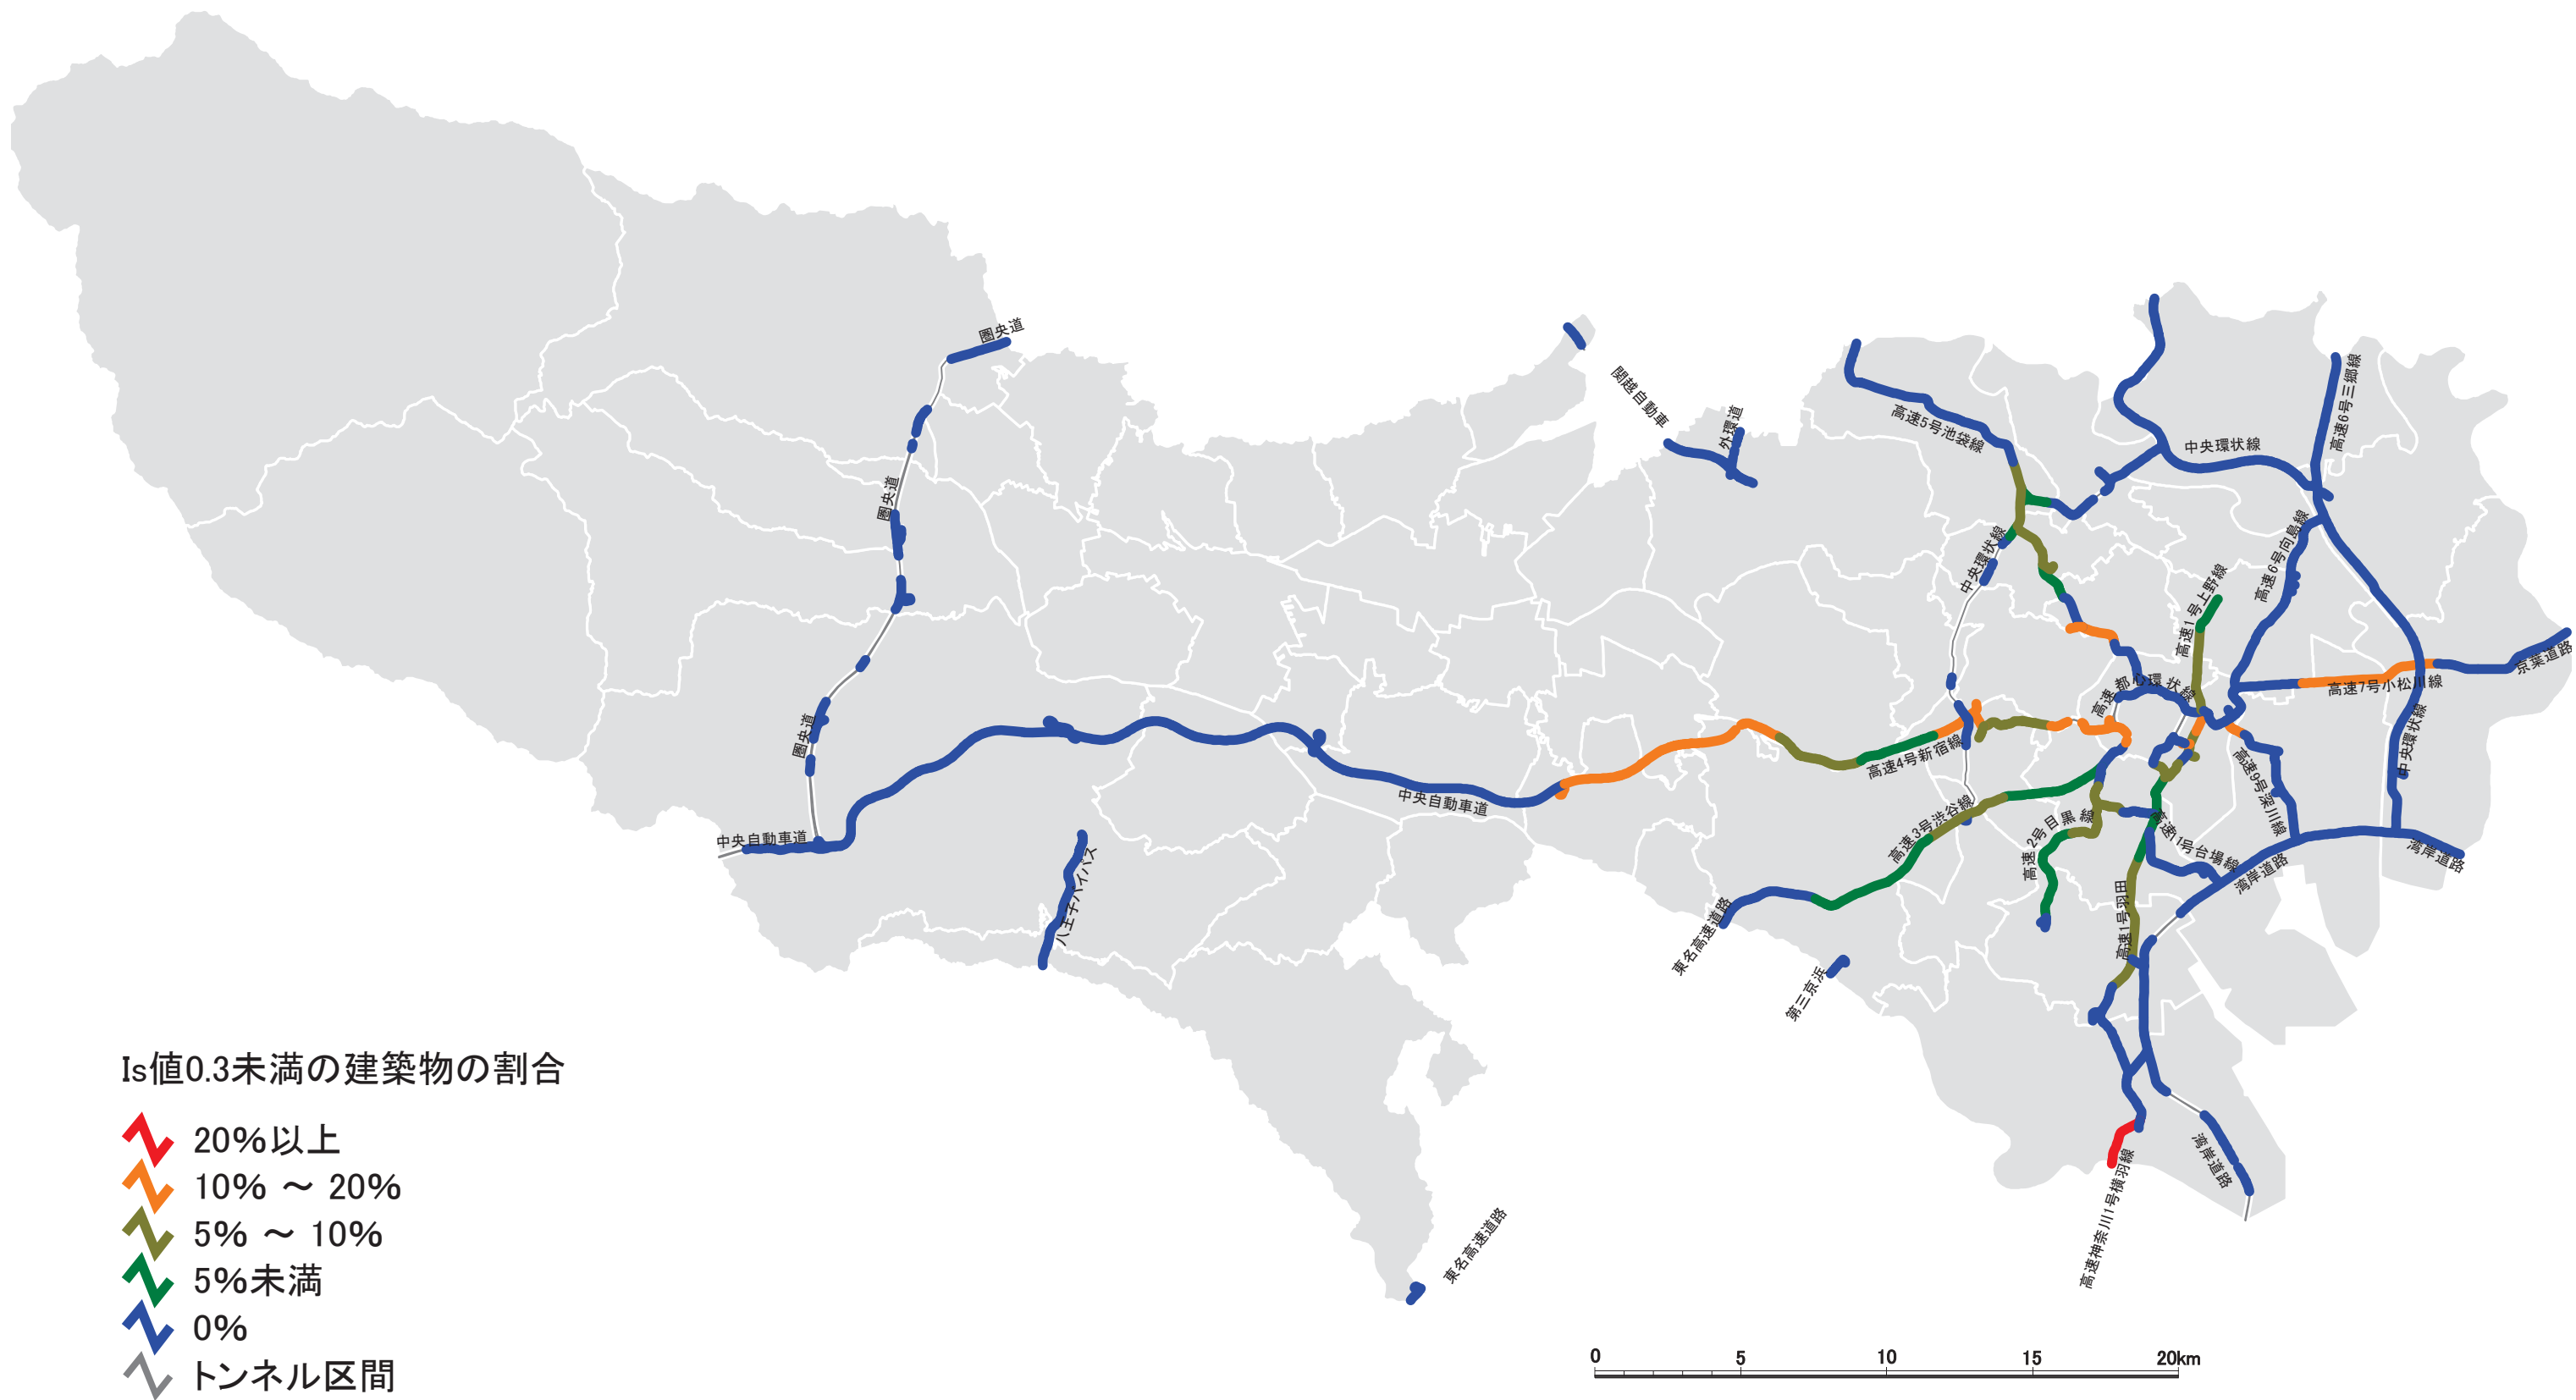 圏央道
関越自動車
外環道
高速5号池袋線
中央環状線
高速6号三郷線
圏央道
中央環状線
高速6号向島線
高速1号上野線
京葉道路
高速都心環状線
高速7号小松川線
圏央道
高速4号新宿線
中央環状線
高速9号深川線
中央自動車道
中央自動車道
高速3号渋谷線
高速2号目黒線
高速11号台場線
湾岸道路
湾岸道路
八王子バイパス
東名高速道路
高速1号羽田
第三京浜
湾岸道路
高速神奈川1号横羽線
東名高速道路
Is値0.3未満の建築物の割合
20%以上
10% ～ 20%
5% ～ 10%
5%未満
0%
トンネル区間
0 5 10 15 20km